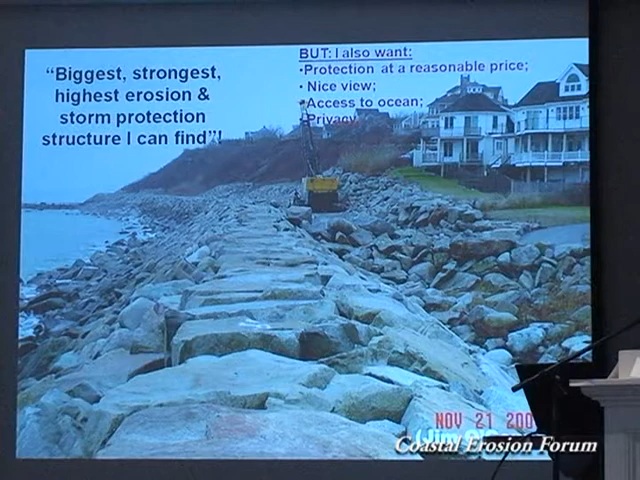 "Biggest, strongest,
highest erosion &
storm protection
structure I can find"!
BUT: I also want:
•Protection at a reasonable price;
• Nice view;
•Access to ocean;
•Privacy
NOV 21 200
Coastal Erosion Forum